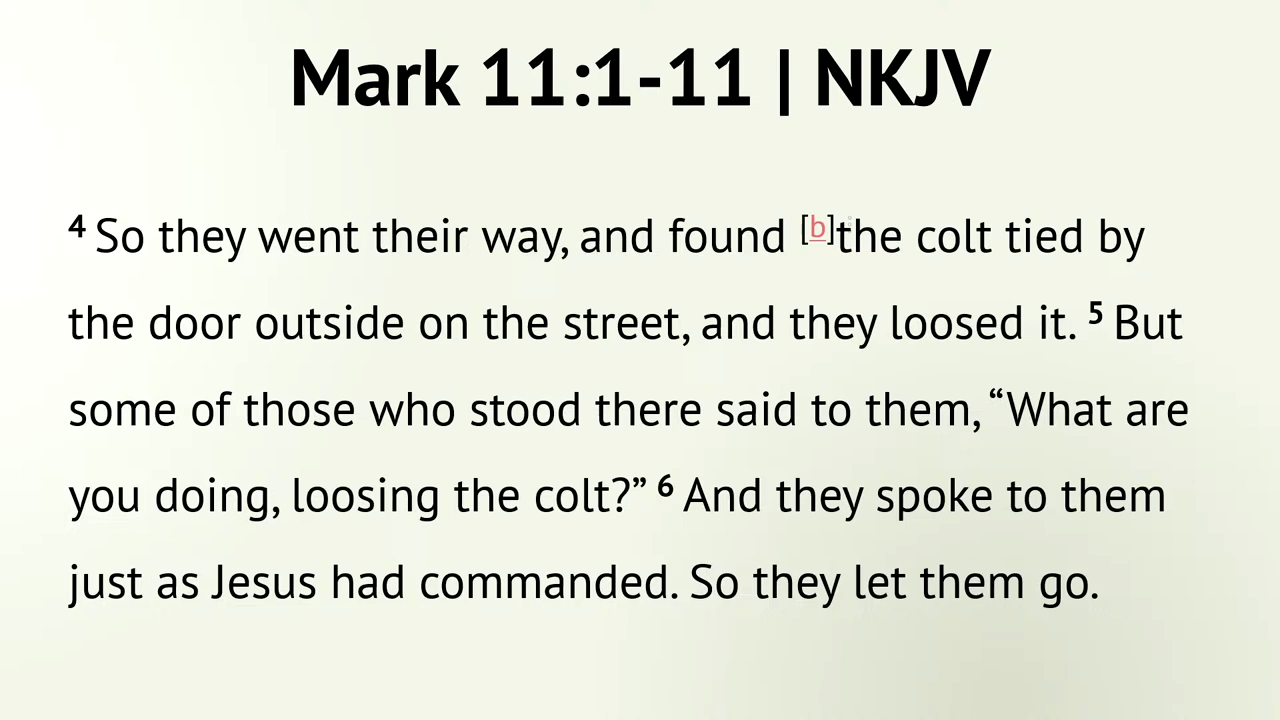 Mark 11:1-11 | NKJV
4 So they went their way, and found [b]the colt tied by
the door outside on the street, and they loosed it. 5 But
some of those who stood there said to them, “What are
you doing, loosing the colt?” 6 And they spoke to them
just as Jesus had commanded. So they let them go.